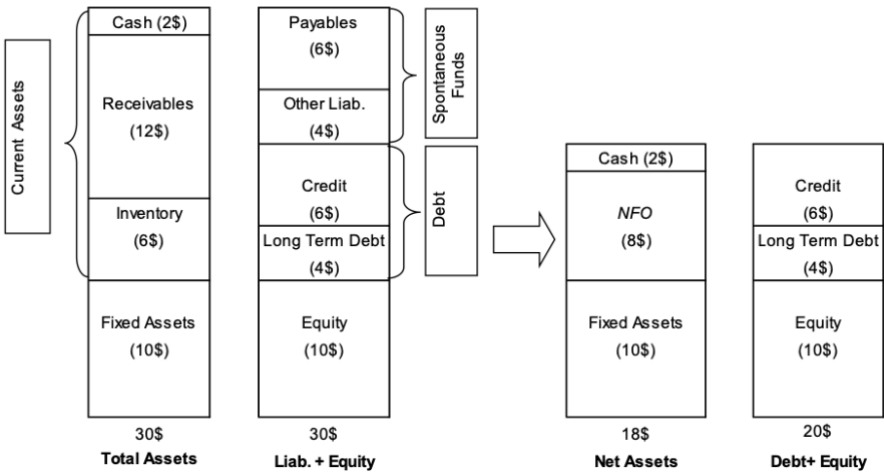 Current Assets
Cash (2$)
Receivables
(12$)
Inventory
(6$)
Fixed Assets
(10$)
30$
Total Assets
Payables
(6$)
Other Liab.
(4$)
Credit
(6$)
Long Term Debt
(4$)
Equity
(10$)
30$
Liab. + Equity
Spontaneous
Funds
Debt
Cash (2$)
NFO
(8$)
Fixed Assets
(10$)
18$
Net Assets
Credit
(6$)
Long Term Debt
(4$)
Equity
(10$)
20$
Debt+ Equity